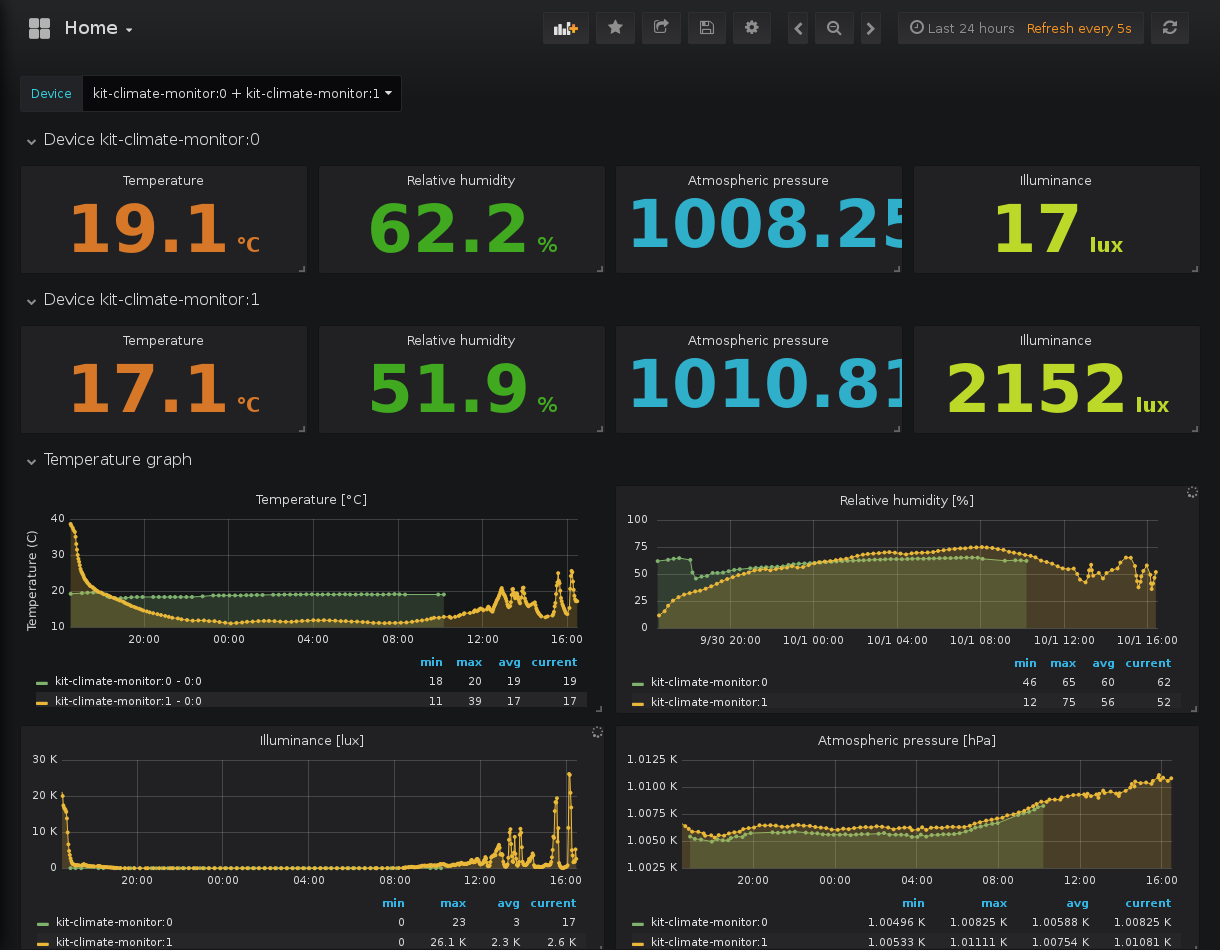 Home
Last 24 hours Refresh every 5s
Device kit-climate-monitor:0 + kit-climate-monitor:1
Device kit-climate-monitor:0
Temperature Relative humidity Atmospheric pressure Illuminance
19.1 °C 62.2 % 1008.25 17 lux
Device kit-climate-monitor:1
Temperature Relative humidity Atmospheric pressure Illuminance
17.1 °C 51.9 % 1010.81 2152 lux
Temperature graph
Temperature [°C]
Temperature (C)
40
30
20
10
20:00 00:00 04:00 08:00 12:00 16:00
min max avg current
kit-climate-monitor:0 - 0:0 18 20 19 19
kit-climate-monitor:1 - 0:0 11 39 17 17
Relative humidity [%]
100
75
50
25
0
9/30 20:00 10/1 00:00 10/1 04:00 10/1 08:00 10/1 12:00 10/1 16:00
min max avg current
kit-climate-monitor:0 46 65 60 62
kit-climate-monitor:1 12 75 56 52
Illuminance [lux]
30 K
20 K
10 K
0
20:00 00:00 04:00 08:00 12:00 16:00
min max avg current
kit-climate-monitor:0 0 23 3 17
kit-climate-monitor:1 0 26.1 K 2.3 K 2.6 K
Atmospheric pressure [hPa]
1.0125 K
1.0100 K
1.0075 K
1.0050 K
1.0025 K
20:00 00:00 04:00 08:00 12:00 16:00
min max avg current
kit-climate-monitor:0 1.00496 K 1.00825 K 1.00588 K 1.00825 K
kit-climate-monitor:1 1.00533 K 1.01111 K 1.00754 K 1.01081 K